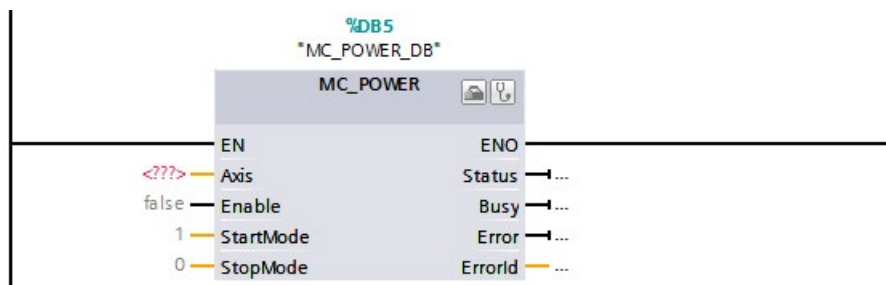 %DB5
"MC_POWER_DB"
MC_POWER
EN ENO
<???> Axis Status ...
false Enable Busy ...
1 StartMode Error ...
0 StopMode ErrorId ...